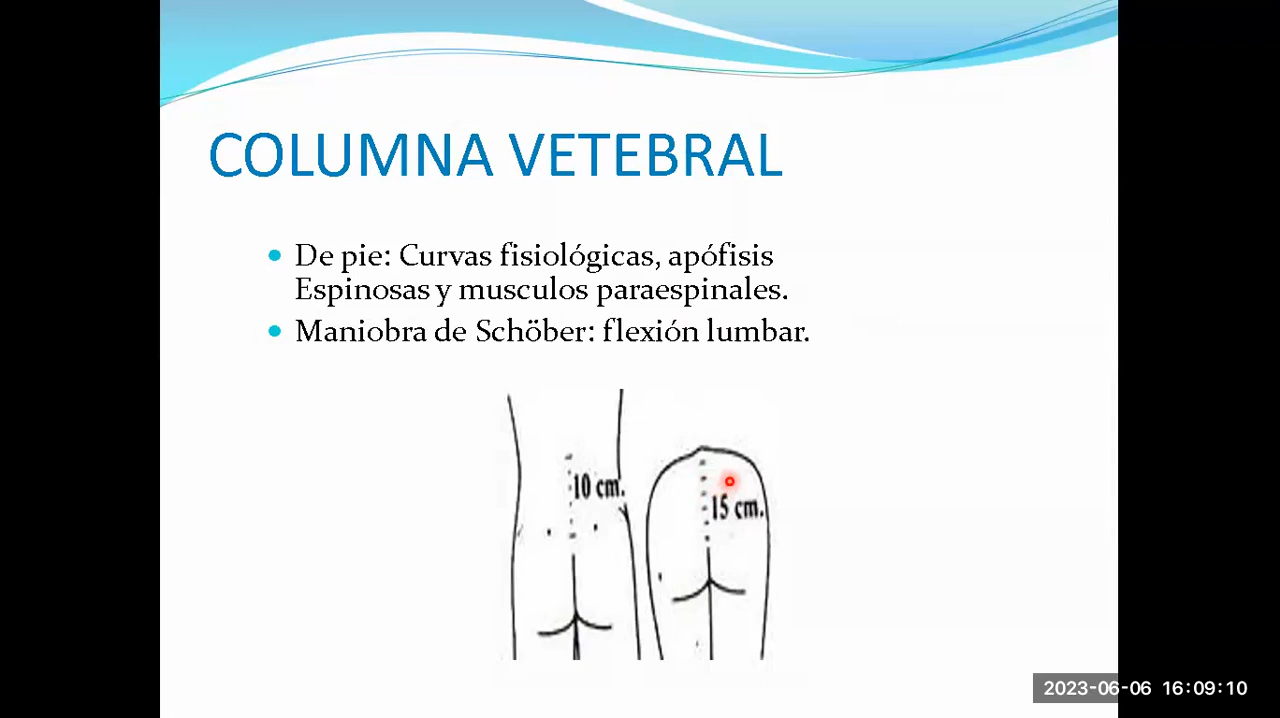 COLUMNA VETEBRAL
De pie: Curvas fisiológicas, apófisis
Espinosas y musculos paraespinales.
Maniobra de Schöber: flexión lumbar.
10 cm.
15 cm.
2023-06-06 16:09:10